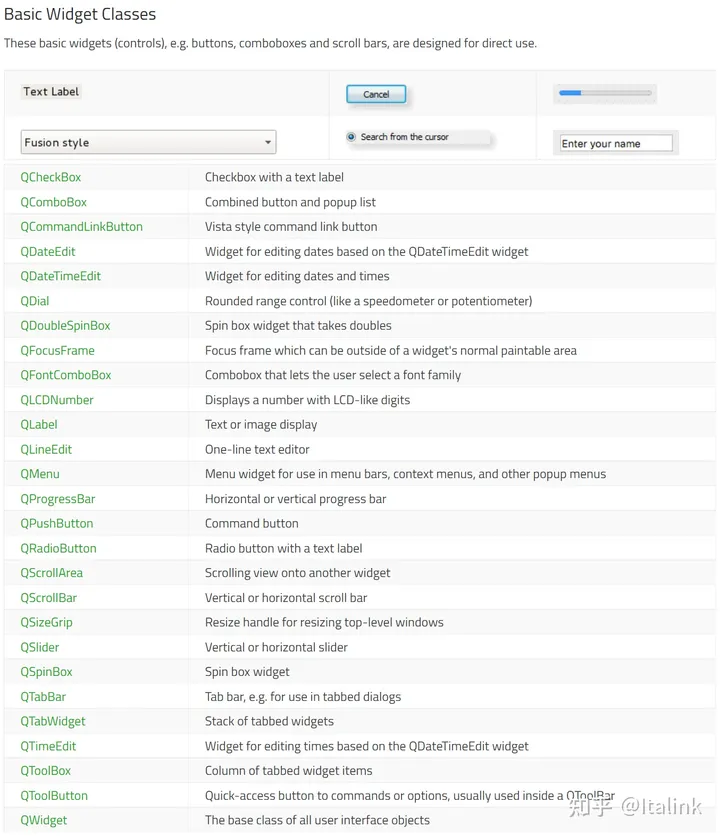 Basic Widget Classes
These basic widgets (controls), e.g. buttons, comboboxes and scroll bars, are designed for direct use.
Text Label
Cancel
Fusion style
Search from the cursor
Enter your name
QCheckBox Checkbox with a text label
QComboBox Combined button and popup list
QCommandLinkButton Vista style command link button
QDateEdit Widget for editing dates based on the QDateTimeEdit widget
QDateTimeEdit Widget for editing dates and times
QDial Rounded range control (like a speedometer or potentiometer)
QDoubleSpinBox Spin box widget that takes doubles
QFocusFrame Focus frame which can be outside of a widget's normal paintable area
QFontComboBox Combobox that lets the user select a font family
QLCDNumber Displays a number with LCD-like digits
QLabel Text or image display
QLineEdit One-line text editor
QMenu Menu widget for use in menu bars, context menus, and other popup menus
QProgressBar Horizontal or vertical progress bar
QPushButton Command button
QRadioButton Radio button with a text label
QScrollArea Scrolling view onto another widget
QScrollBar Vertical or horizontal scroll bar
QSizeGrip Resize handle for resizing top-level windows
QSlider Vertical or horizontal slider
QSpinBox Spin box widget
QTabBar Tab bar, e.g. for use in tabbed dialogs
QTabWidget Stack of tabbed widgets
QTimeEdit Widget for editing times based on the QDateTimeEdit widget
QToolBox Column of tabbed widget items
QToolButton Quick-access button to commands or options, usually used inside a QToolBar
QWidget The base class of all user interface objects
知乎 @Italink